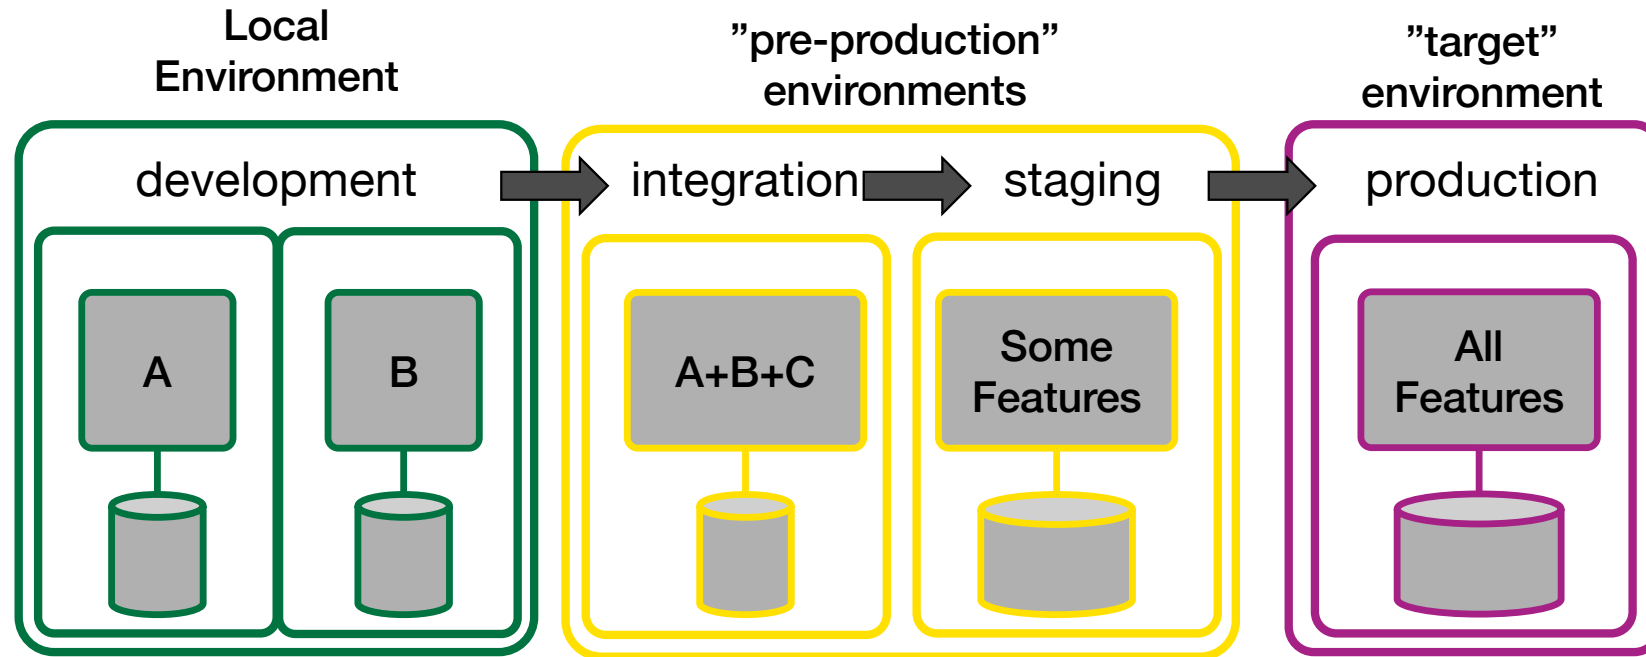 Local
Environment
”pre-production”
environments
”target”
environment
development
integration
staging
production
A
B
A+B+C
Some
Features
All
Features